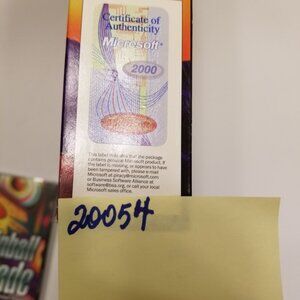 Certificate of
Authenticity
Microsoft
2000
This label indicates that the package
contains genuine Microsoft product. If
the label is missing, or appears to have
been tampered with, please e-mail
Microsoft at piracy@microsoft.com
or Business Software Alliance at
software@bsa.org, or call your local
Microsoft sales office.
20054